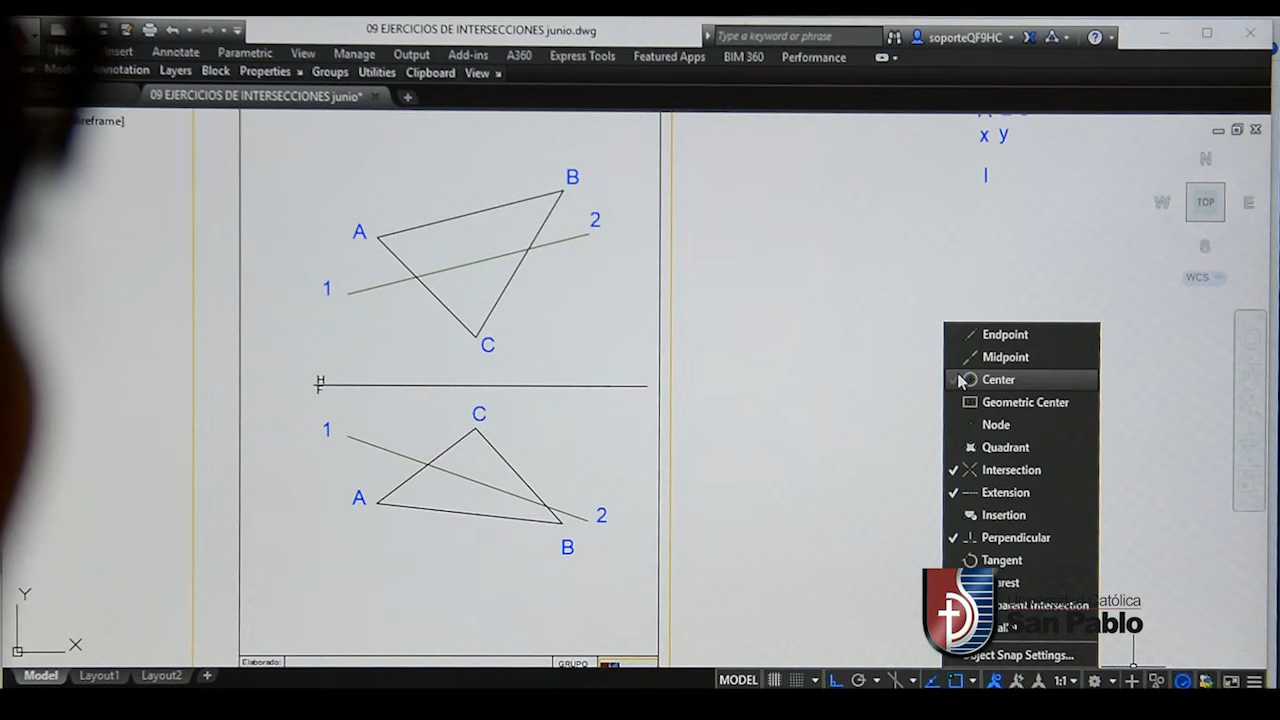 09 EJERCICIOS DE INTERSECCIONES junio.dwg
Type a keyword or phrase
soporteQF9HC
Insert Annotate Parametric View Manage Output Add-ins A360 Express Tools Featured Apps BIM 360 Performance
Layers Block Properties Groups Utilities Clipboard View
09 EJERCICIOS DE INTERSECCIONES junio*
x y
l
N
W TOP E
S
WCS
B
2
A
1
C
H
F
C
1
A
2
B
Endpoint
Midpoint
Center
Geometric Center
Node
Quadrant
Intersection
Extension
Insertion
Perpendicular
Tangent
Object Snap Settings...
Universidad Católica
San Pablo
Y
X
Elaborado:
GRUPO
Model Layout1 Layout2 +
MODEL
1:1